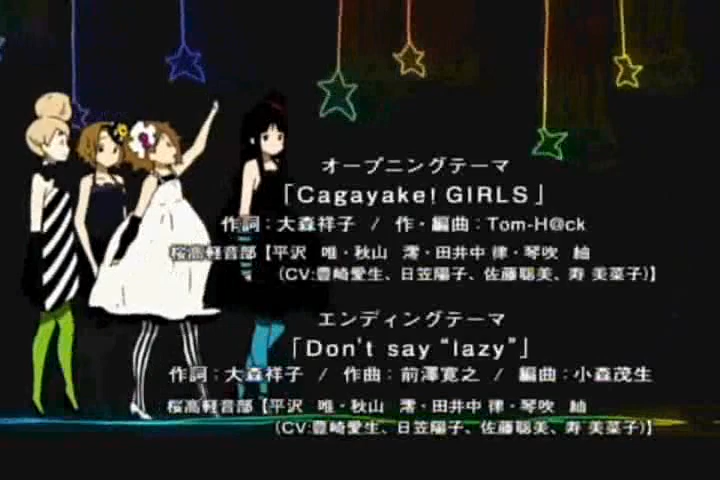 オープニングテーマ
「Cagayake! GIRLS」
作詞：大森祥子 / 作・編曲：Tom-H@ck
桜高軽音部【平沢 唯・秋山 澪・田井中 律・琴吹 紬
(CV:豊崎愛生、日笠陽子、佐藤聡美、寿 美菜子)】
エンディングテーマ
「Don't say “lazy”」
作詞：大森祥子 / 作曲：前澤寛之 / 編曲：小森茂生
桜高軽音部【平沢 唯・秋山 澪・田井中 律・琴吹 紬
(CV:豊崎愛生、日笠陽子、佐藤聡美、寿 美菜子)】